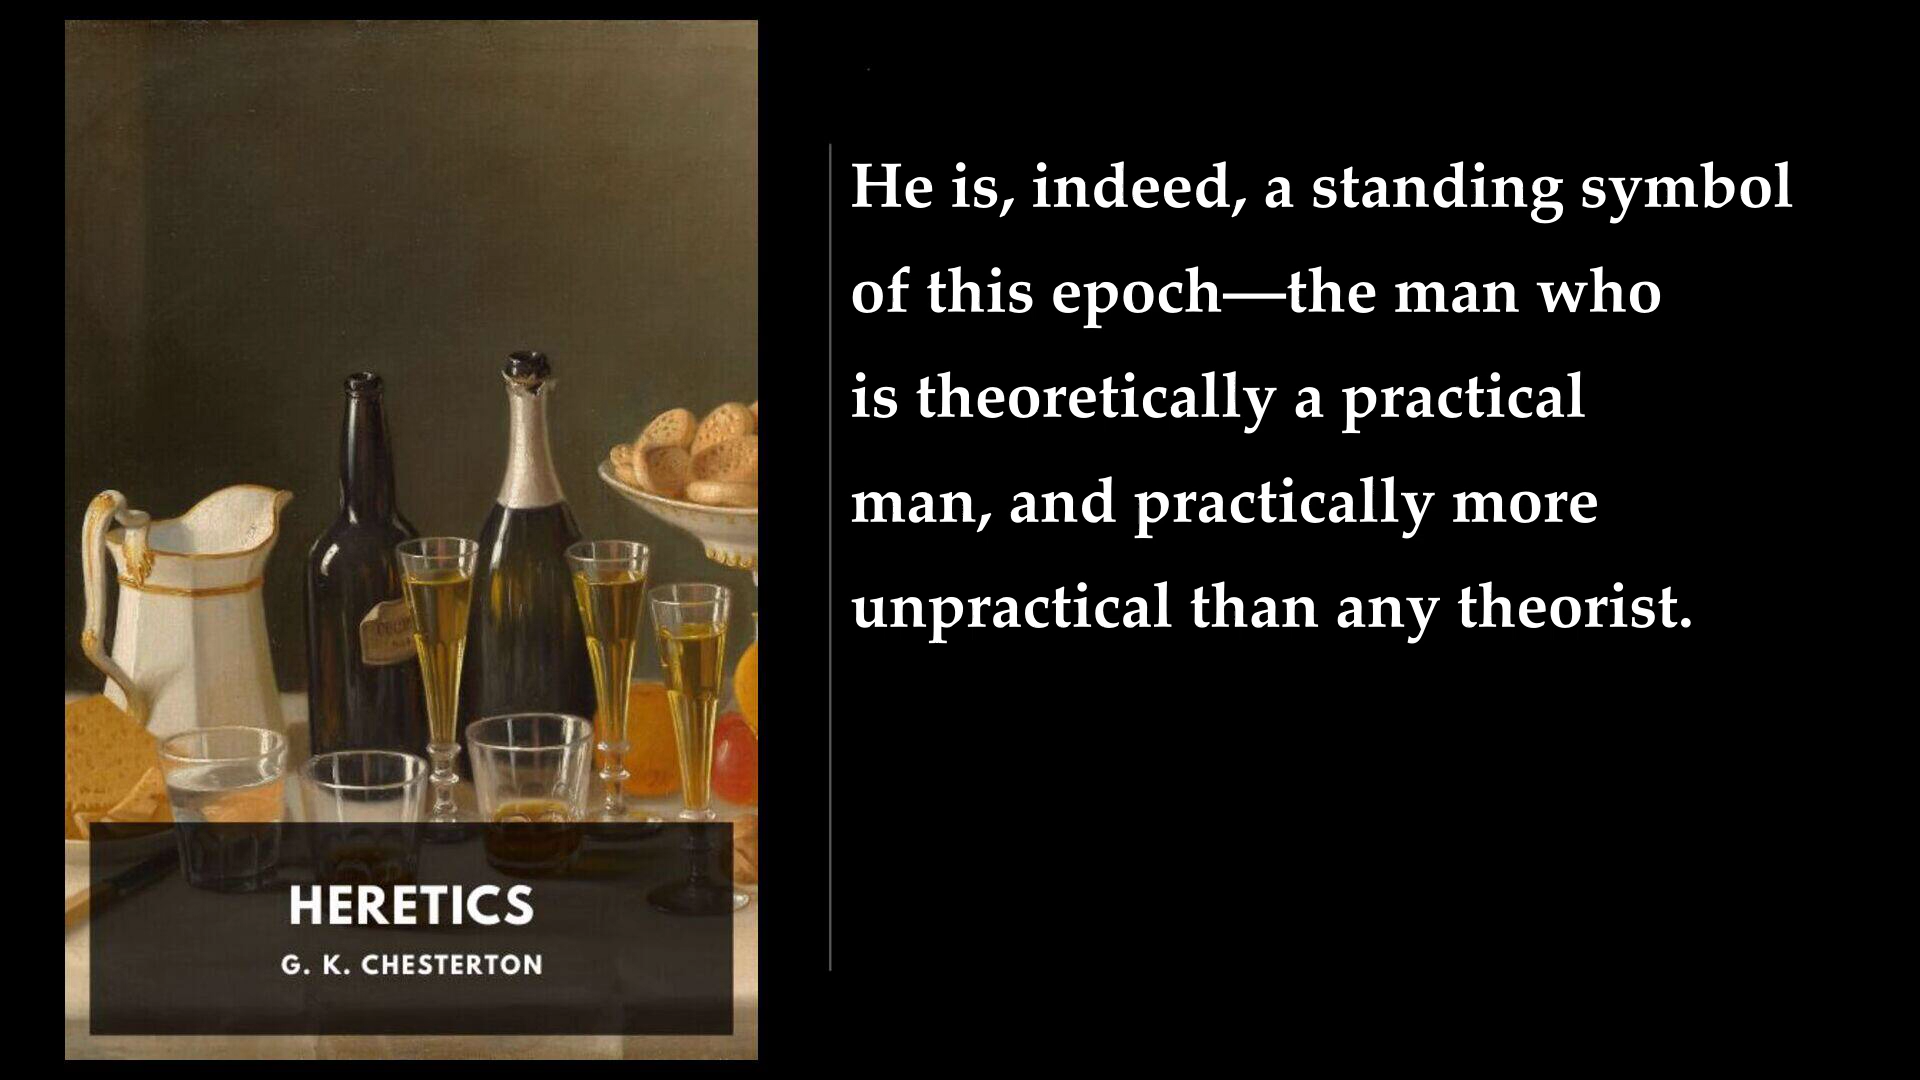 He is, indeed, a standing symbol
of this epoch—the man who
is theoretically a practical
man, and practically more
unpractical than any theorist.
HERETICS
G. K. CHESTERTON